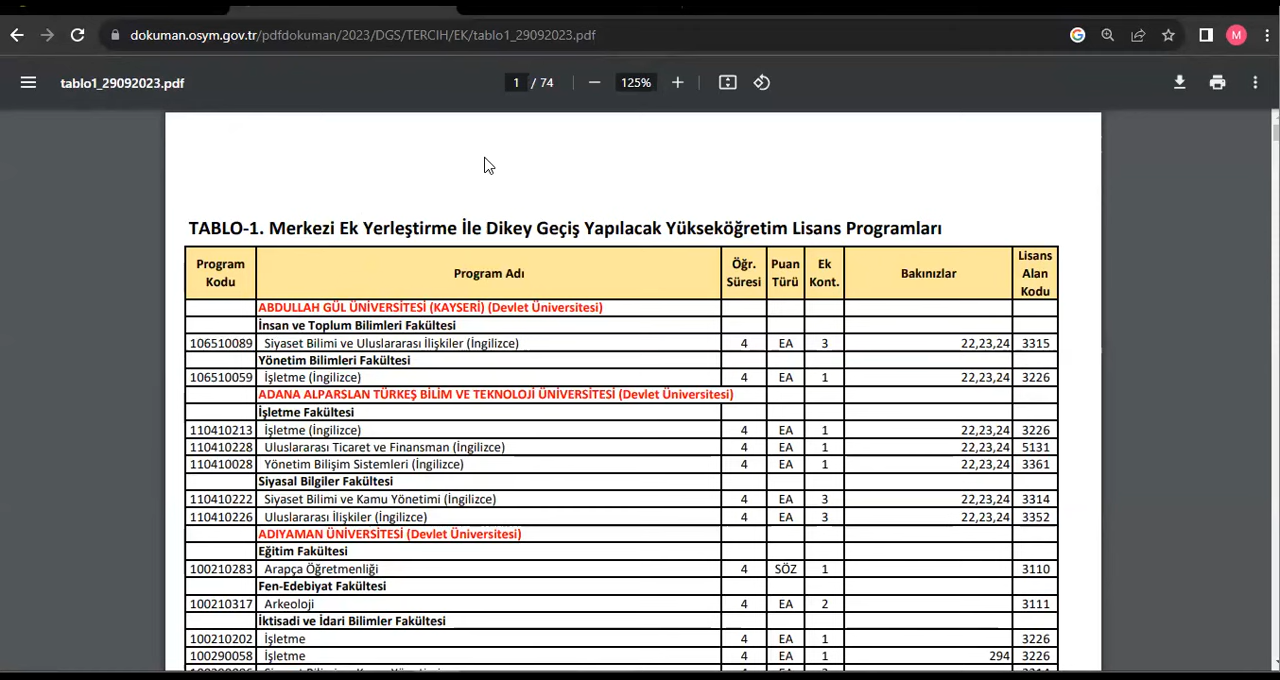 dokuman.osym.gov.tr/pdfdokuman/2023/DGS/TERCIH/EK/tablo1_29092023.pdf
M
tablo1_29092023.pdf
1 / 74
125%
TABLO-1. Merkezi Ek Yerleştirme İle Dikey Geçiş Yapılacak Yükseköğretim Lisans Programları
Program Kodu Program Adı Öğr. Süresi Puan Türü Ek Kont. Bakınızlar Lisans Alan Kodu
ABDULLAH GÜL ÜNİVERSİTESİ (KAYSERİ) (Devlet Üniversitesi)
İnsan ve Toplum Bilimleri Fakültesi
106510089 Siyaset Bilimi ve Uluslararası İlişkiler (İngilizce) 4 EA 3 22,23,24 3315
Yönetim Bilimleri Fakültesi
106510059 İşletme (İngilizce) 4 EA 1 22,23,24 3226
ADANA ALPARSLAN TÜRKEŞ BİLİM VE TEKNOLOJİ ÜNİVERSİTESİ (Devlet Üniversitesi)
İşletme Fakültesi
110410213 İşletme (İngilizce) 4 EA 1 22,23,24 3226
110410228 Uluslararası Ticaret ve Finansman (İngilizce) 4 EA 1 22,23,24 5131
110410028 Yönetim Bilişim Sistemleri (İngilizce) 4 EA 1 22,23,24 3361
Siyasal Bilgiler Fakültesi
110410222 Siyaset Bilimi ve Kamu Yönetimi (İngilizce) 4 EA 3 22,23,24 3314
110410226 Uluslararası İlişkiler (İngilizce) 4 EA 3 22,23,24 3352
ADIYAMAN ÜNİVERSİTESİ (Devlet Üniversitesi)
Eğitim Fakültesi
100210283 Arapça Öğretmenliği 4 SÖZ 1 3110
Fen-Edebiyat Fakültesi
100210317 Arkeoloji 4 EA 2 3111
İktisadi ve İdari Bilimler Fakültesi
100210202 İşletme 4 EA 1 3226
100290058 İşletme 4 EA 1 294 3226